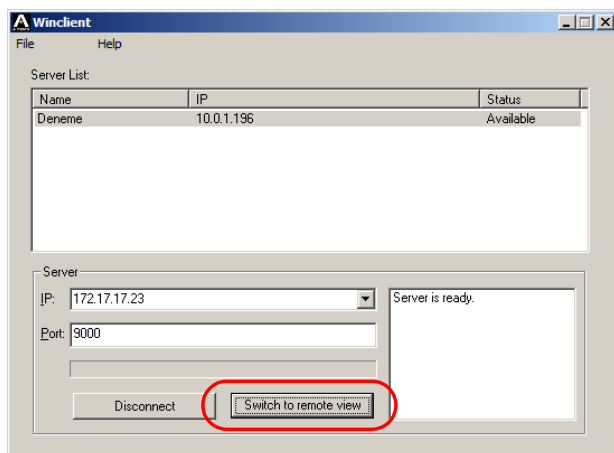 Winclient
File Help
Server List:
Name IP Status
Deneme 10.0.1.196 Available
Server
IP: 172.17.17.23
Server is ready.
Port: 9000
Disconnect Switch to remote view